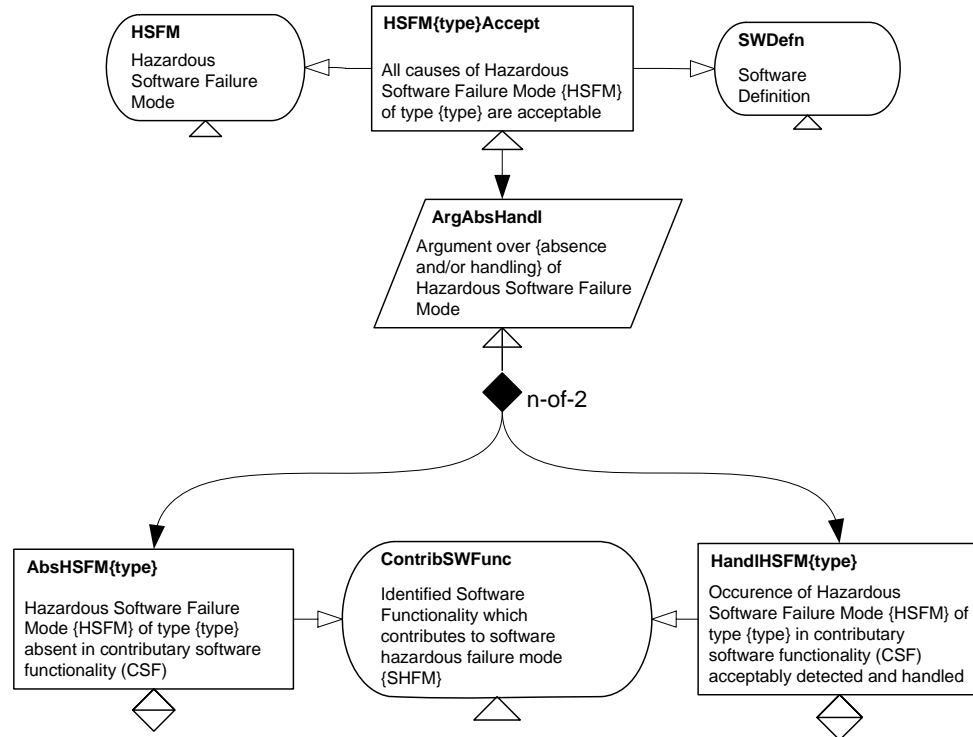 HSFM
Hazardous
Software Failure
Mode
HSFM{type}Accept
All causes of Hazardous
Software Failure Mode {HSFM}
of type {type} are acceptable
SWDefn
Software
Definition
ArgAbsHandl
Argument over {absence
and/or handling} of
Hazardous Software Failure
Mode
n-of-2
AbsHSFM{type}
Hazardous Software Failure
Mode {HSFM} of type {type}
absent in contributary software
functionality (CSF)
ContribSWFunc
Identified Software
Functionality which
contributes to software
hazardous failure mode
{SHFM}
HandlHSFM{type}
Occurence of Hazardous
Software Failure Mode {HSFM} of
type {type} in contributary
software functionality (CSF)
acceptably detected and handled